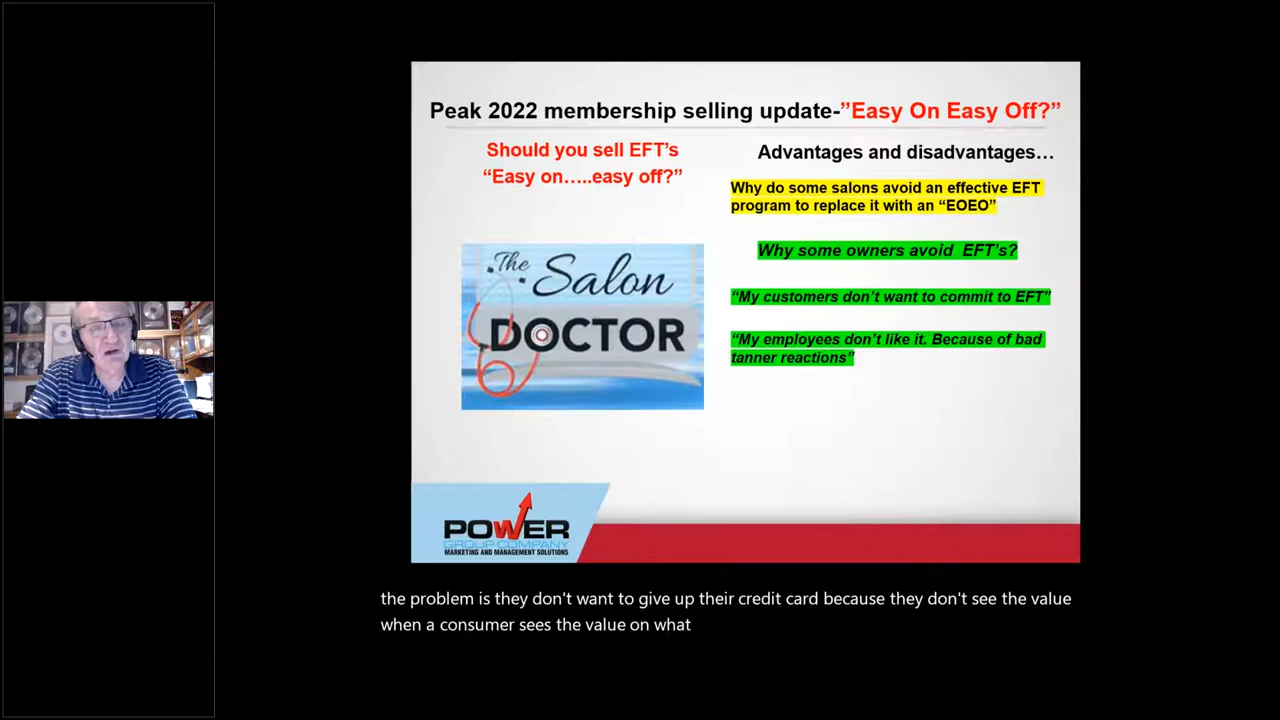 Peak 2022 membership selling update-”Easy On Easy Off?”
Should you sell EFT’s
“Easy on…..easy off?”
Advantages and disadvantages…
Why do some salons avoid an effective EFT
program to replace it with an “EOEO”
Why some owners avoid EFT’s?
“My customers don’t want to commit to EFT”
“My employees don’t like it. Because of bad
tanner reactions”
The Salon
DOCTOR
POWER
GROUP COMPANY
MARKETING AND MANAGEMENT SOLUTIONS
the problem is they don't want to give up their credit card because they don't see the value
when a consumer sees the value on what